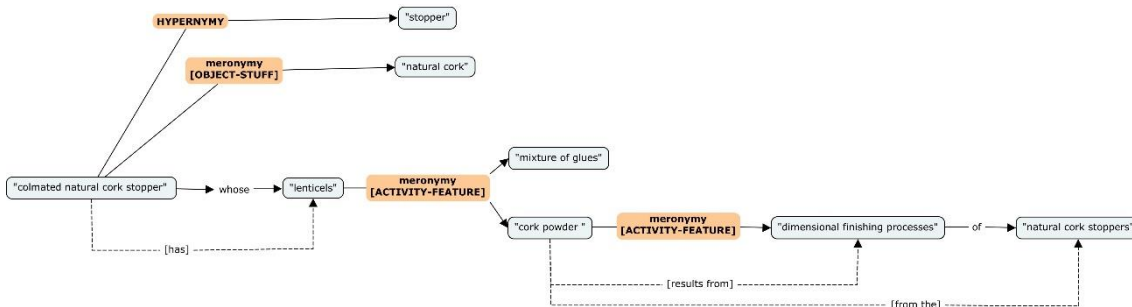 HYPERNYMY
"stopper"
meronymy
[OBJECT-STUFF]
"natural cork"
"mixture of glues"
"colmated natural cork stopper"
whose
"lenticels"
meronymy
[ACTIVITY-FEATURE]
"cork powder "
meronymy
[ACTIVITY-FEATURE]
"dimensional finishing processes"
of
"natural cork stoppers"
[has]
[results from]
[from the]